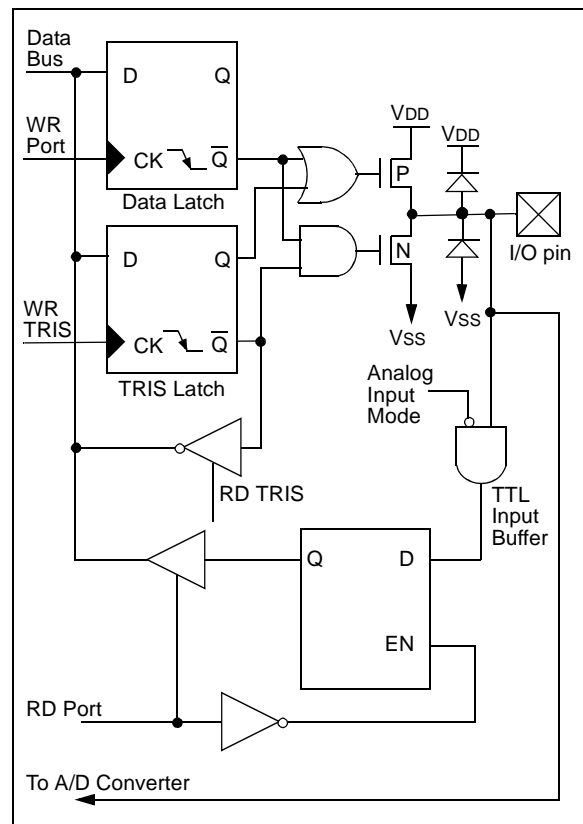 Data
Bus
D
Q
VDD
VDD
WR
Port
CK
Q
P
Data Latch
N
I/O pin
D
Q
WR
TRIS
VSS
VSS
CK
Q
TRIS Latch
Analog
Input
Mode
RD TRIS
TTL
Input
Buffer
Q
D
EN
RD Port
To A/D Converter